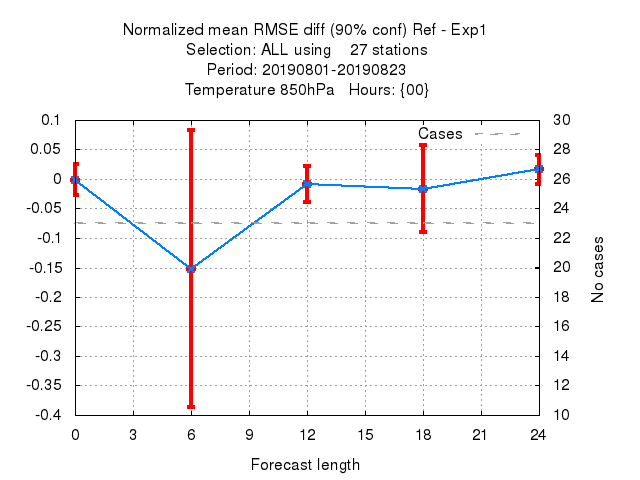 Normalized mean RMSE diff (90% conf) Ref - Exp1
Selection: ALL using    27 stations
Period: 20190801-20190823
Temperature 850hPa   Hours: {00}
Cases
0.1
0.05
0
-0.05
-0.1
-0.15
-0.2
-0.25
-0.3
-0.35
-0.4
30
28
26
24
22
20
18
16
14
12
10
No cases
0 3 6 9 12 15 18 21 24
Forecast length